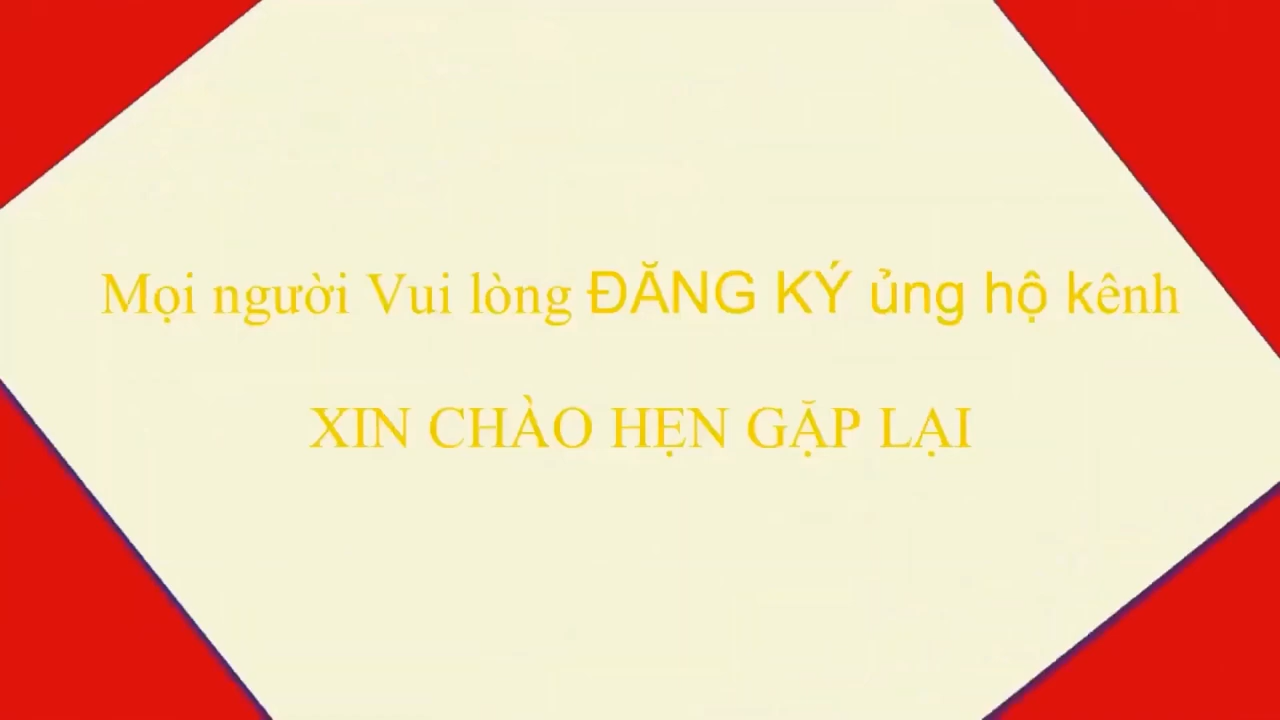 Mọi người Vui lòng ĐĂNG KÝ ủng hộ kênh
XIN CHÀO HẸN GẶP LẠI